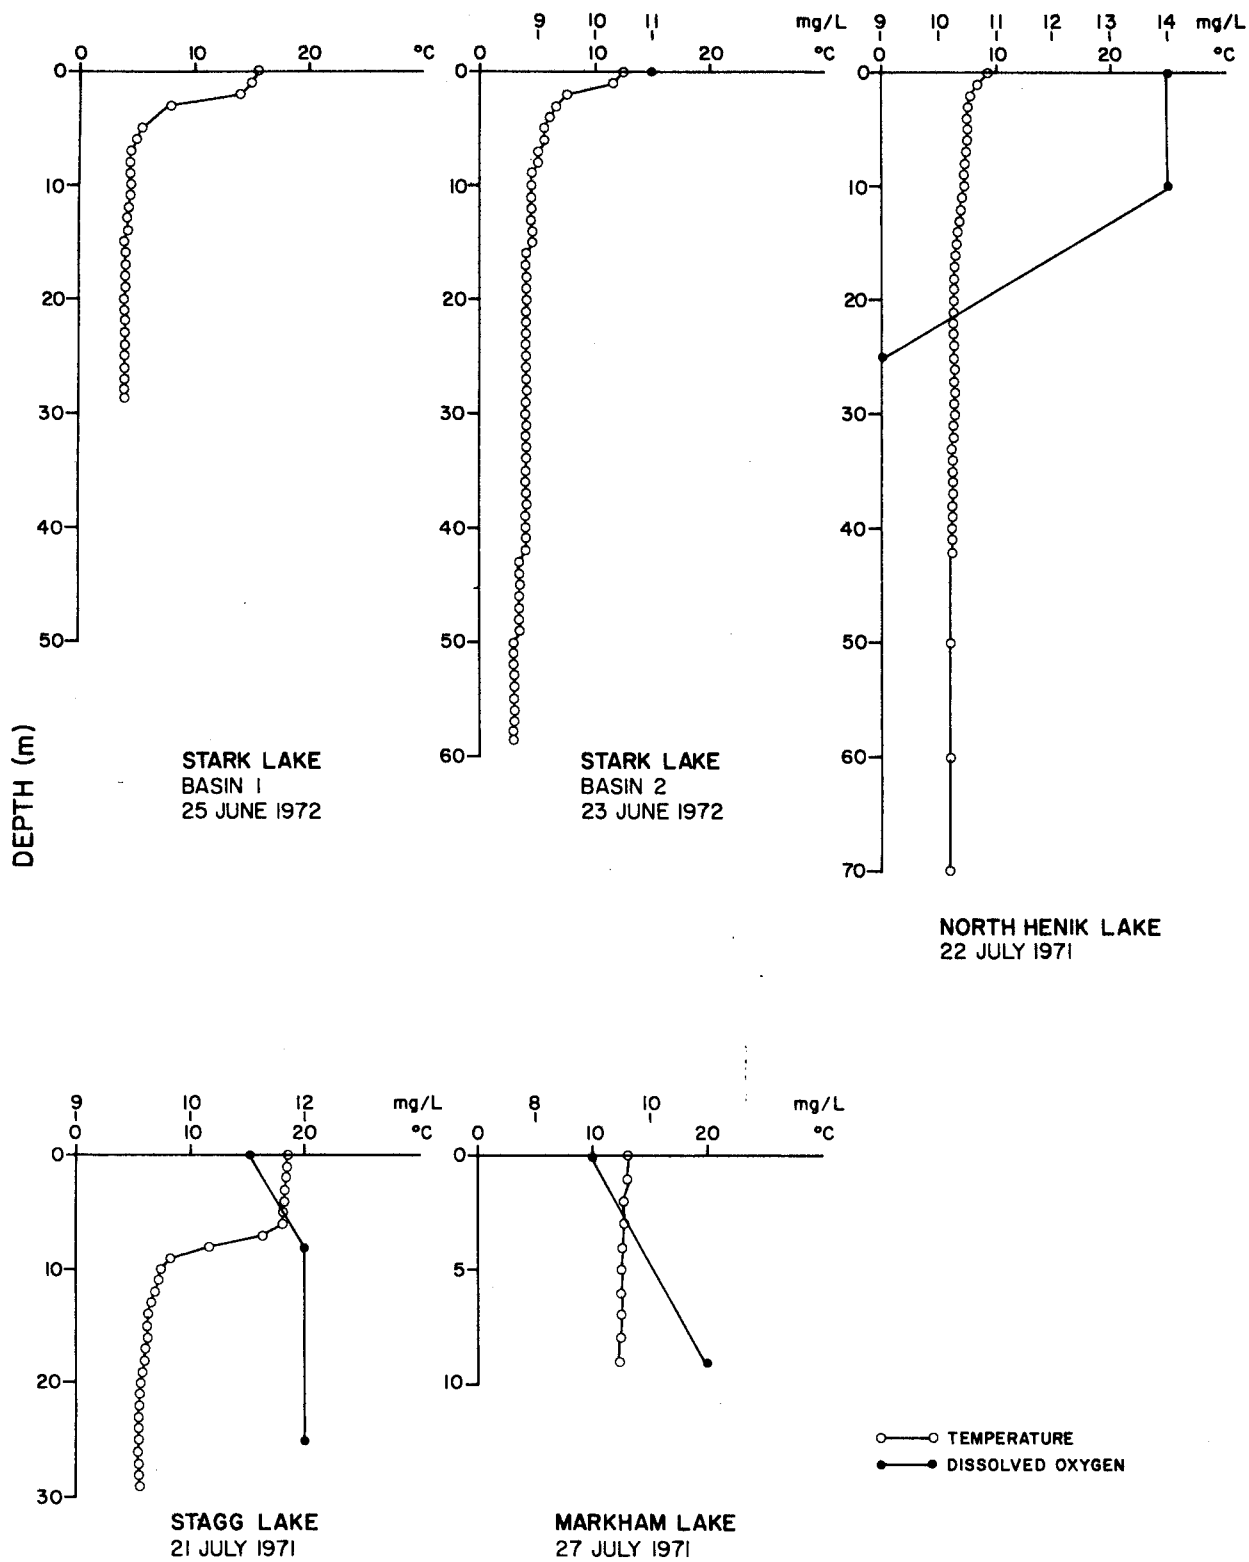 9 10 11 mg/L
9 10 11 12 13 14 mg/L
0 10 20 °C
0 10 20 °C
0 10 20 °C
0
10
20
30
40
50
0
10
20
30
40
50
60
0
10
20
30
40
50
60
70
DEPTH (m)
STARK LAKE
BASIN 1
25 JUNE 1972
STARK LAKE
BASIN 2
23 JUNE 1972
NORTH HENIK LAKE
22 JULY 1971
9 10 12 mg/L
0 10 20 °C
8 10 mg/L
0 10 20 °C
0
10
20
30
0
5
10
TEMPERATURE
DISSOLVED OXYGEN
STAGG LAKE
21 JULY 1971
MARKHAM LAKE
27 JULY 1971